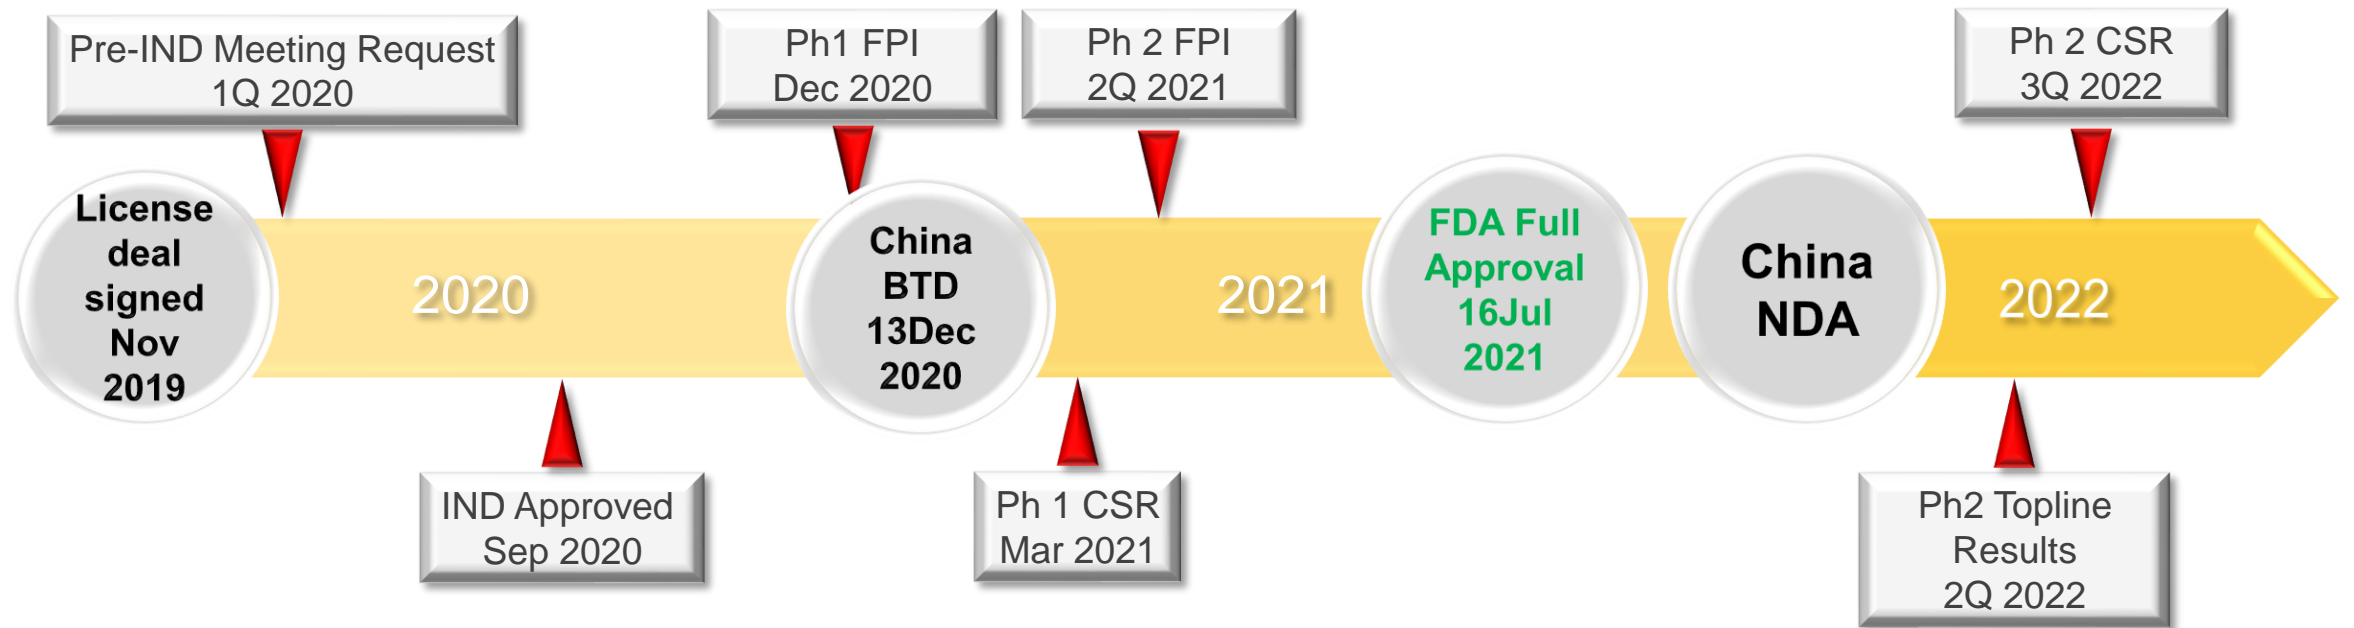 Pre-IND Meeting Request
1Q 2020
Ph1 FPI
Dec 2020
Ph 2 FPI
2Q 2021
Ph 2 CSR
3Q 2022
License
deal
signed
Nov
2019
2020
China
BTD
13Dec
2020
2021
FDA Full
Approval
16Jul
2021
China
NDA
2022
IND Approved
Sep 2020
Ph 1 CSR
Mar 2021
Ph2 Topline
Results
2Q 2022